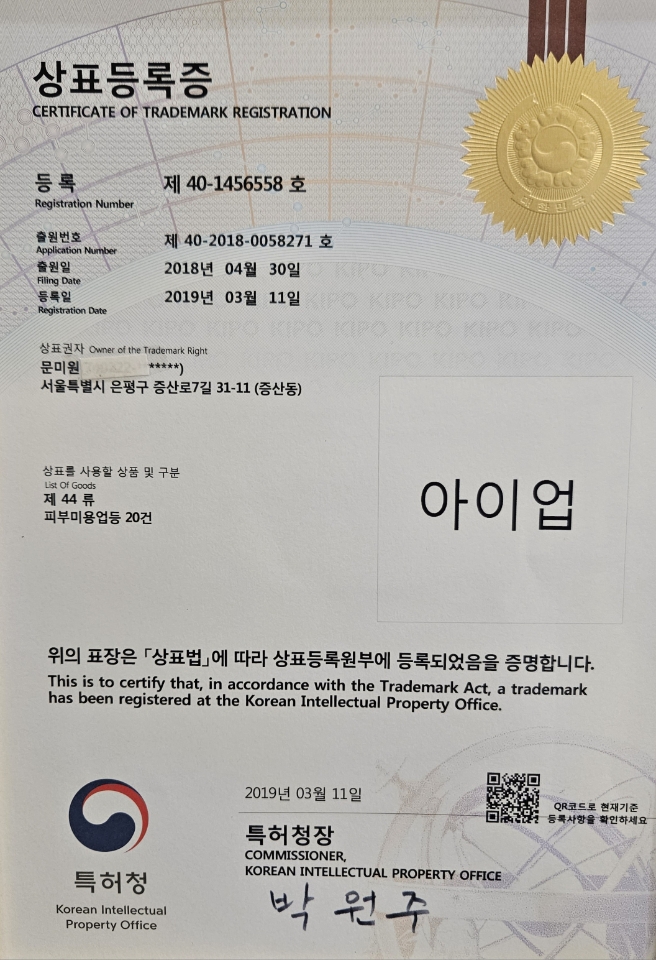 상표등록증
CERTIFICATE OF TRADEMARK REGISTRATION
등록 제 40-1456558 호
Registration Number
출원번호 제 40-2018-0058271 호
Application Number
출원일 2018년 04월 30일
Filing Date
등록일 2019년 03월 11일
Registration Date
KIPO KIPO KIPO KIPO
상표권자 Owner of the Trademark Right
문미원 *****)
서울특별시 은평구 증산로7길 31-11 (증산동)
상표를 사용할 상품 및 구분
List Of Goods
제 44 류
피부미용업등 20건
아이업
위의 표장은 「상표법」에 따라 상표등록원부에 등록되었음을 증명합니다.
This is to certify that, in accordance with the Trademark Act, a trademark
has been registered at the Korean Intellectual Property Office.
2019년 03월 11일
QR코드로 현재기준
등록사항을 확인하세요
특허청장
COMMISSIONER,
KOREAN INTELLECTUAL PROPERTY OFFICE
박원주
특허청
Korean Intellectual
Property Office